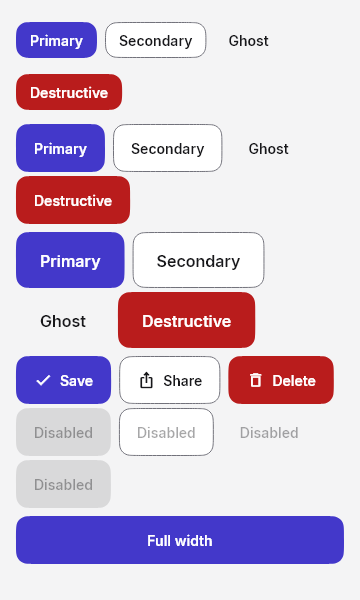 Primary Secondary Ghost
Destructive
Primary Secondary Ghost
Destructive
Primary Secondary
Ghost Destructive
Save Share Delete
Disabled Disabled Disabled
Disabled
Full width